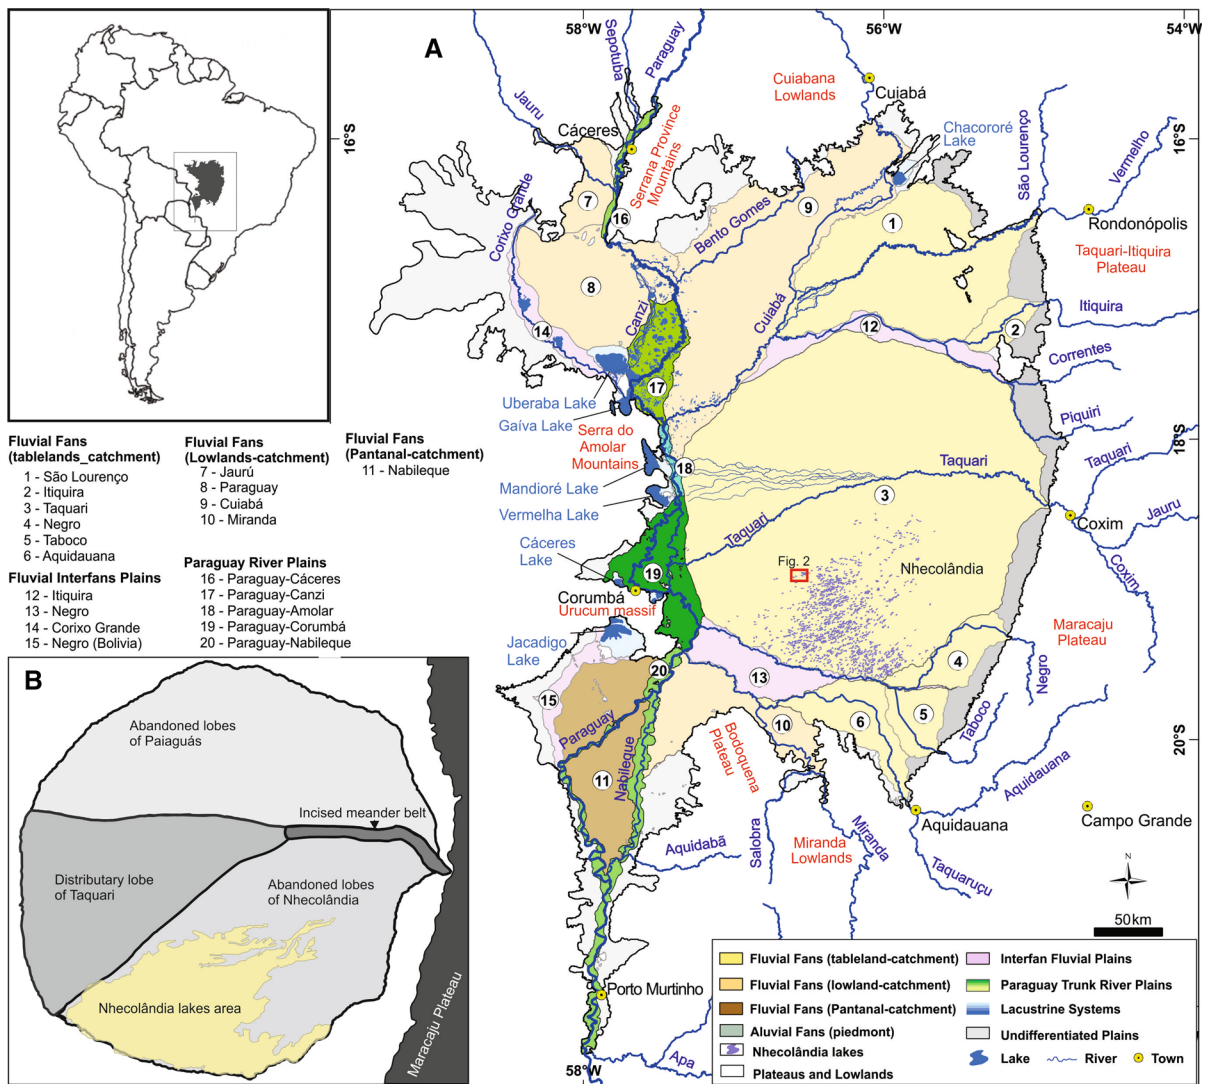 A
58°W
56°W
54°W
16°S
16°S
18°S
20°S
58°W
Sepotuba
Paraguay
Jauru
Cáceres
Serrana Province
Mountains
Cuiabana
Lowlands
Cuiabá
Chacororé
Lake
São Lourenço
Vermelho
Rondonópolis
Taquari-Itiquira
Plateau
Corixo Grande
Bento Gomes
Cuiabá
Itiquira
Correntes
Canzi
Piquiri
Uberaba Lake
Gaíva Lake
Serra do
Amolar
Mountains
Mandioré Lake
Vermelha Lake
Taquari
Taquari
Taquari
Coxim
Jauru
Coxim
Cáceres
Lake
Fig. 2
Nhecolândia
Corumbá
Urucum massif
Maracaju
Plateau
Jacadigo
Lake
Negro
Taboco
Paraguay
Nabileque
Bodoquena
Plateau
Aquidauana
Aquidauana
Campo Grande
Aquidabã
Salobra
Miranda
Lowlands
Miranda
Taquaruçu
Porto Murtinho
Apa
N
50km
7
16
9
1
8
14
12
2
17
18
3
19
4
20
13
15
5
6
10
11
Fluvial Fans
(tablelands_catchment)
1 - São Lourenço
2 - Itiquira
3 - Taquari
4 - Negro
5 - Taboco
6 - Aquidauana
Fluvial Interfans Plains
12 - Itiquira
13 - Negro
14 - Corixo Grande
15 - Negro (Bolivia)
Fluvial Fans
(Lowlands-catchment)
7 - Jaurú
8 - Paraguay
9 - Cuiabá
10 - Miranda
Paraguay River Plains
16 - Paraguay-Cáceres
17 - Paraguay-Canzi
18 - Paraguay-Amolar
19 - Paraguay-Corumbá
20 - Paraguay-Nabileque
Fluvial Fans
(Pantanal-catchment)
11 - Nabileque
B
Abandoned lobes
of Paiaguás
Incised meander belt
Distributary lobe
of Taquari
Abandoned lobes
of Nhecolândia
Nhecolândia lakes area
Maracaju Plateau
Fluvial Fans (tableland-catchment)
Fluvial Fans (lowland-catchment)
Fluvial Fans (Pantanal-catchment)
Aluvial Fans (piedmont)
Nhecolândia lakes
Plateaus and Lowlands
Interfan Fluvial Plains
Paraguay Trunk River Plains
Lacustrine Systems
Undifferentiated Plains
Lake
River
Town